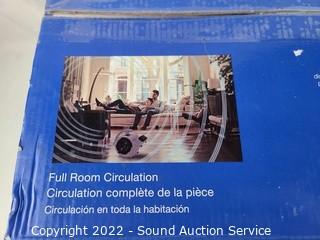 Full Room Circulation
Circulation complète de la pièce
Circulación en toda la habitación
Copyright 2022 - Sound Auction Service